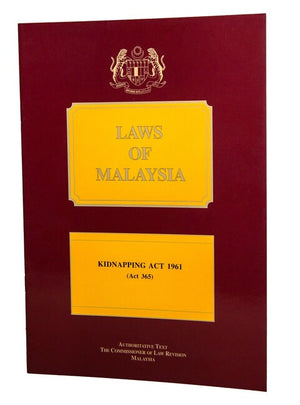 LAWS
OF
MALAYSIA
KIDNAPPING ACT 1961
(Act 365)
AUTHORITATIVE TEXT
THE COMMISSIONER OF LAW REVISION
MALAYSIA